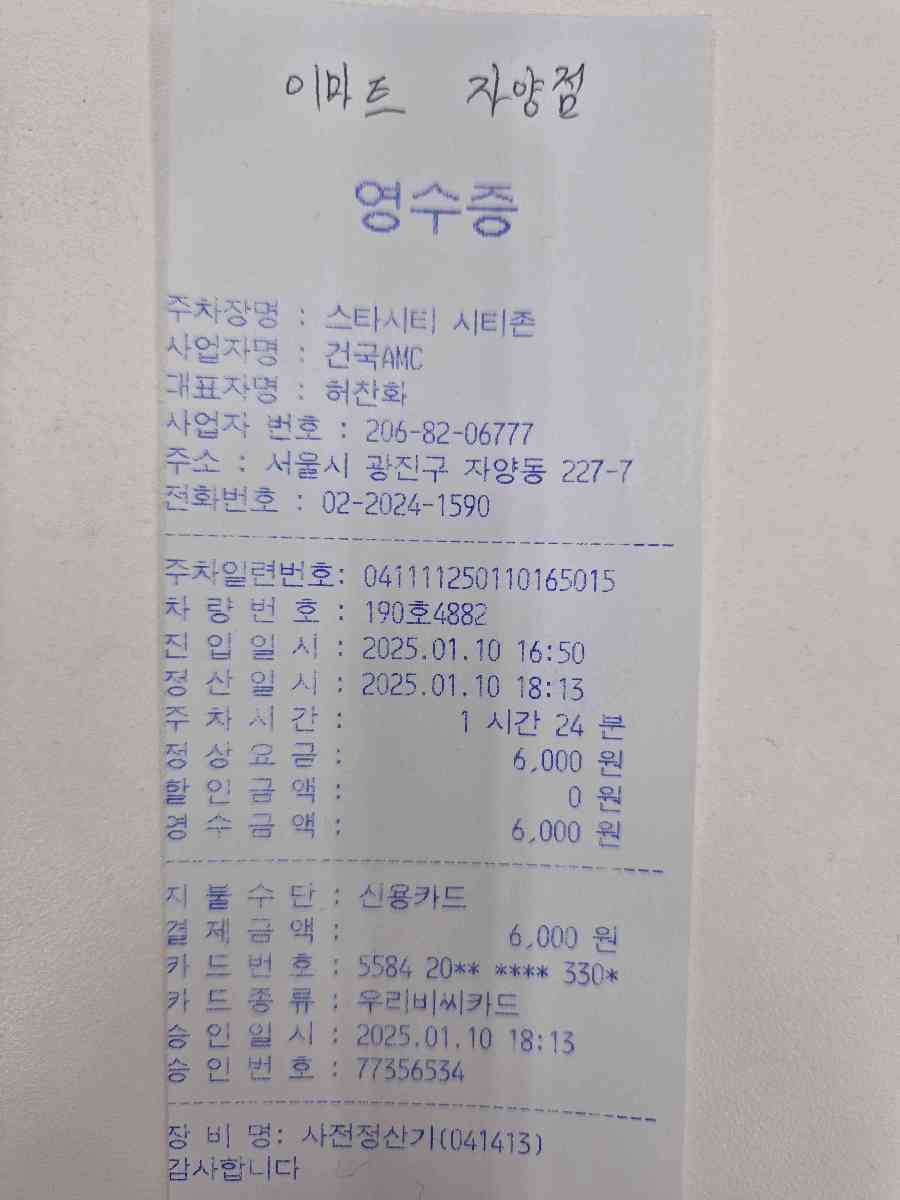 이마트 자양점
영수증
주차장명 : 스타시티 시티존
사업자명 : 건국AMC
대표자명 : 허찬화
사업자 번호 : 206-82-06777
주소 : 서울시 광진구 자양동 227-7
전화번호 : 02-2024-1590
주차일련번호: 041111250110165015
차 량 번 호 : 190호4882
진 입 일 시 : 2025.01.10 16:50
정 산 일 시 : 2025.01.10 18:13
주 차 시 간 : 1 시간 24 분
정 상 요 금 : 6,000 원
할 인 금 액 : 0 원
영 수 금 액 : 6,000 원
지 불 수 단 : 신용카드
결 제 금 액 : 6,000 원
카 드 번 호 : 5584 20** **** 330*
카 드 종 류 : 우리비씨카드
승 인 일 시 : 2025.01.10 18:13
승 인 번 호 : 77356534
장 비 명: 사전정산기(041413)
감사합니다